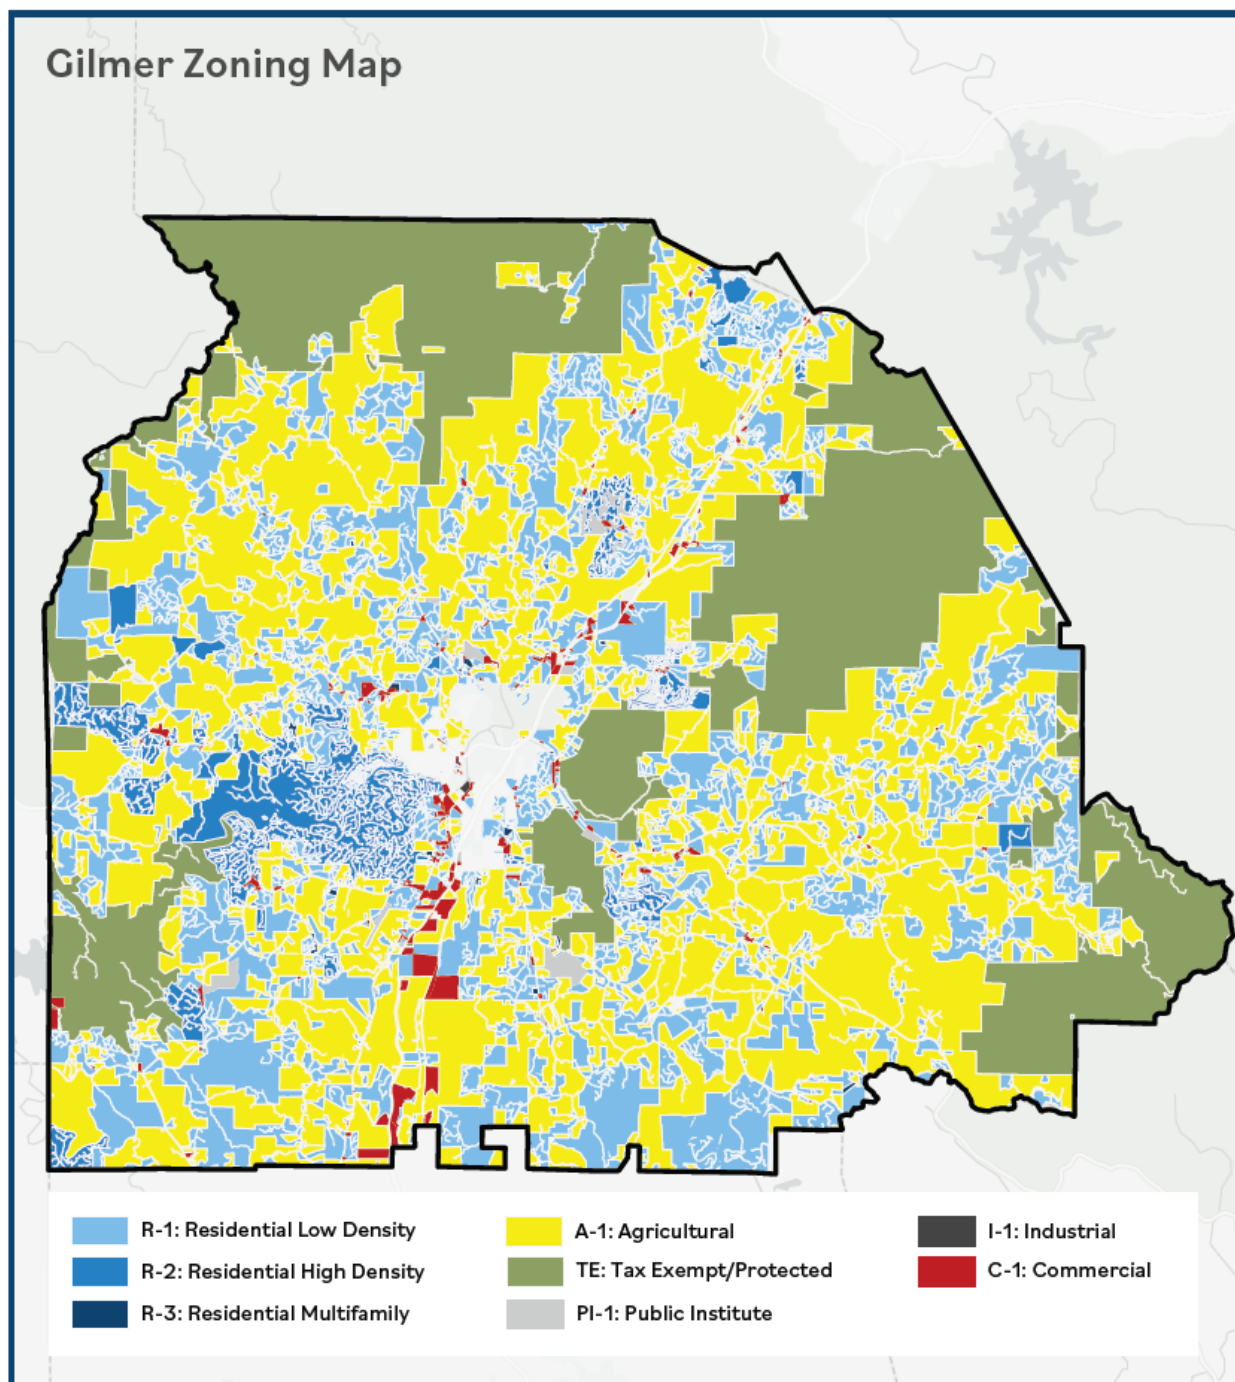 Gilmer Zoning Map
R-1: Residential Low Density
R-2: Residential High Density
R-3: Residential Multifamily
A-1: Agricultural
TE: Tax Exempt/Protected
PI-1: Public Institute
I-1: Industrial
C-1: Commercial